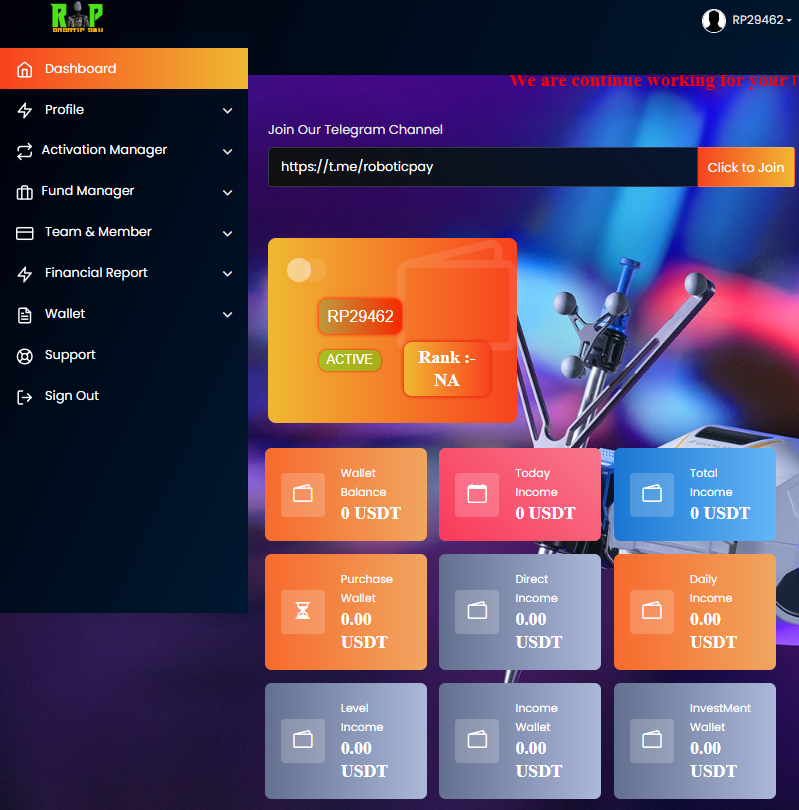 R P
ROBOTIC PAY
RP29462
Dashboard
Profile
Activation Manager
Fund Manager
Team & Member
Financial Report
Wallet
Support
Sign Out
We are continue working for your
Join Our Telegram Channel
https://t.me/roboticpay
Click to Join
RP29462
ACTIVE
Rank :-
NA
Wallet
Balance
0 USDT
Today
Income
0 USDT
Total
Income
0 USDT
Purchase
Wallet
0.00
USDT
Direct
Income
0.00
USDT
Daily
Income
0.00
USDT
Level
Income
0.00
USDT
Income
Wallet
0.00
USDT
InvestMent
Wallet
0.00
USDT